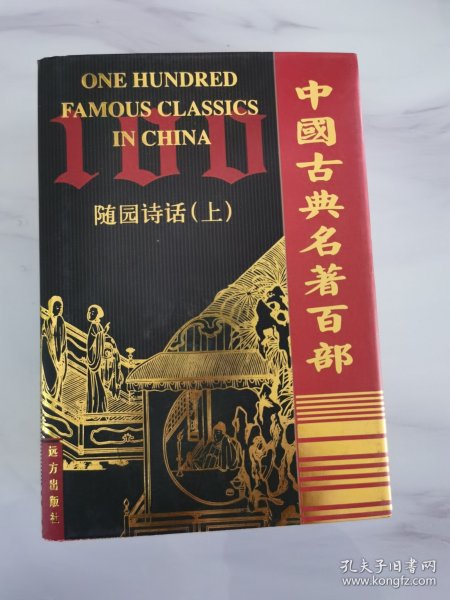 ONE HUNDRED
FAMOUS CLASSICS
IN CHINA
100
随园诗话(上)
中國古典名著百部
远方出版社
孔夫子旧书网
www.kongfz.com